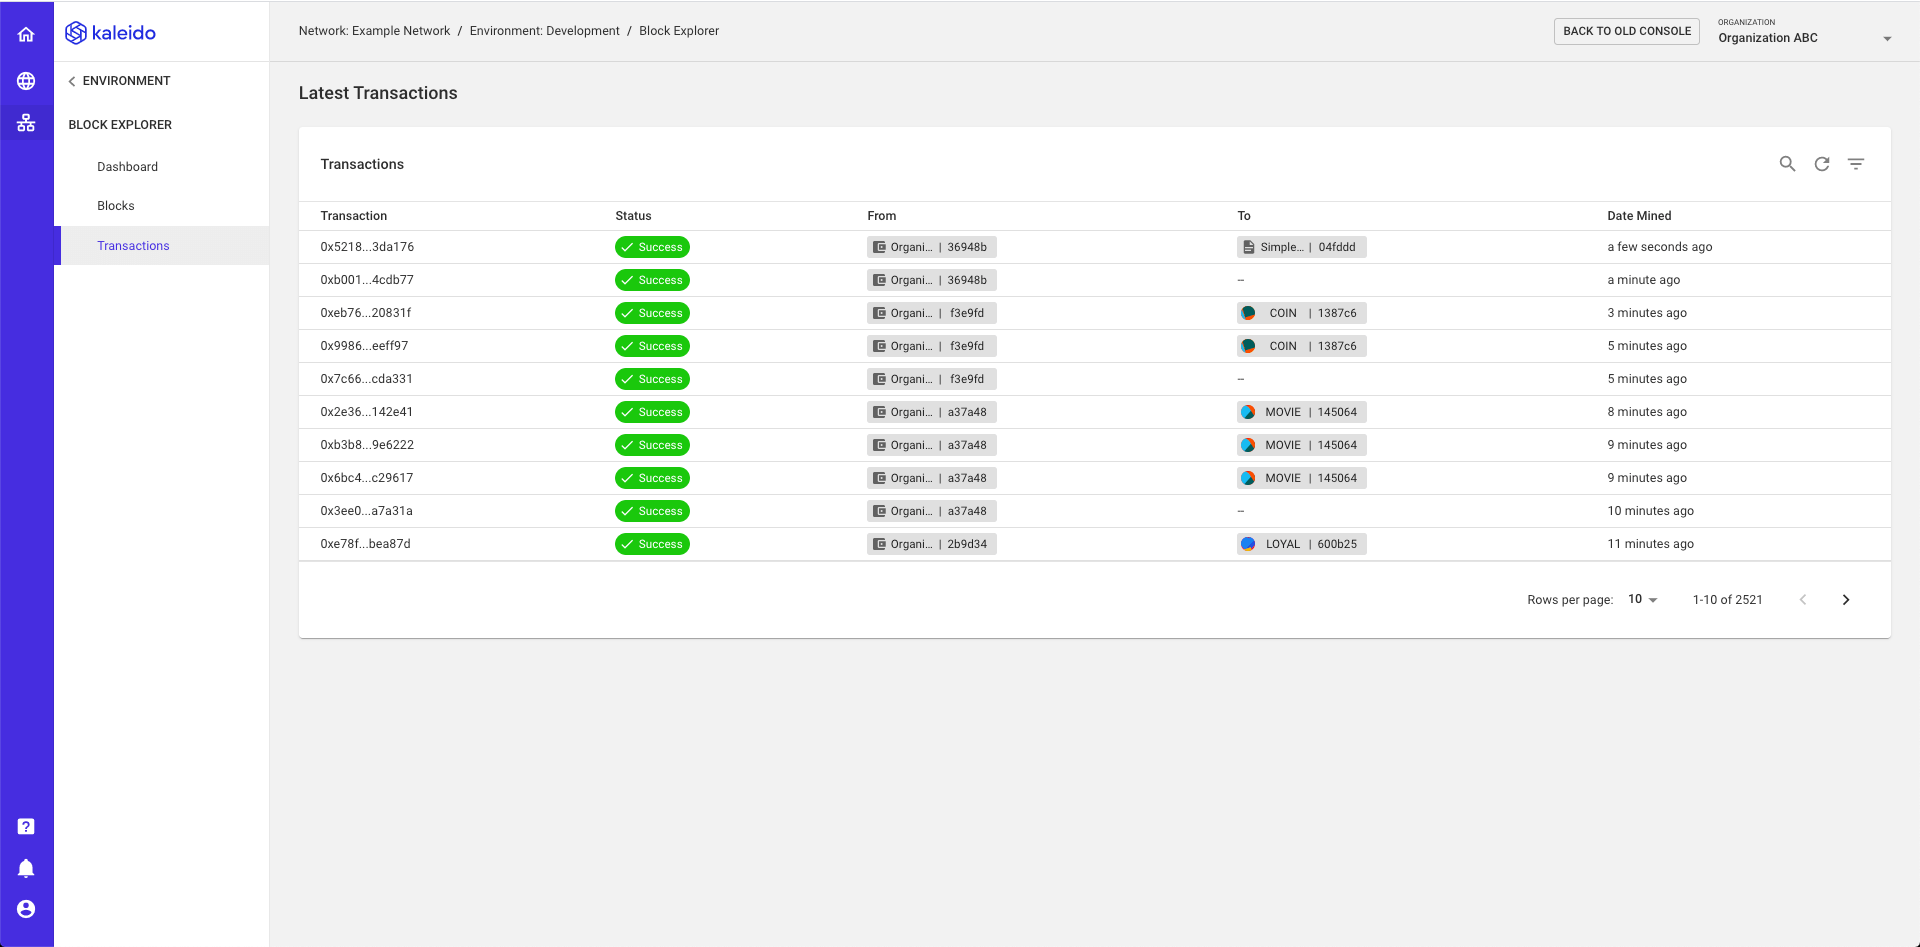 kaleido
Network: Example Network / Environment: Development / Block Explorer
BACK TO OLD CONSOLE
ORGANIZATION
Organization ABC
ENVIRONMENT
BLOCK EXPLORER
Dashboard
Blocks
Transactions
Latest Transactions
Transactions
Transaction Status From To Date Mined
0x5218...3da176 Success Organi... | 36948b Simple... | 04fddd a few seconds ago
0xb001...4cdb77 Success Organi... | 36948b -- a minute ago
0xeb76...20831f Success Organi... | f3e9fd COIN | 1387c6 3 minutes ago
0x9986...eeff97 Success Organi... | f3e9fd COIN | 1387c6 5 minutes ago
0x7c66...cda331 Success Organi... | f3e9fd -- 5 minutes ago
0x2e36...142e41 Success Organi... | a37a48 MOVIE | 145064 8 minutes ago
0xb3b8...9e6222 Success Organi... | a37a48 MOVIE | 145064 9 minutes ago
0x6bc4...c29617 Success Organi... | a37a48 MOVIE | 145064 9 minutes ago
0x3ee0...a7a31a Success Organi... | a37a48 -- 10 minutes ago
0xe78f...bea87d Success Organi... | 2b9d34 LOYAL | 600b25 11 minutes ago
Rows per page: 10 1-10 of 2521